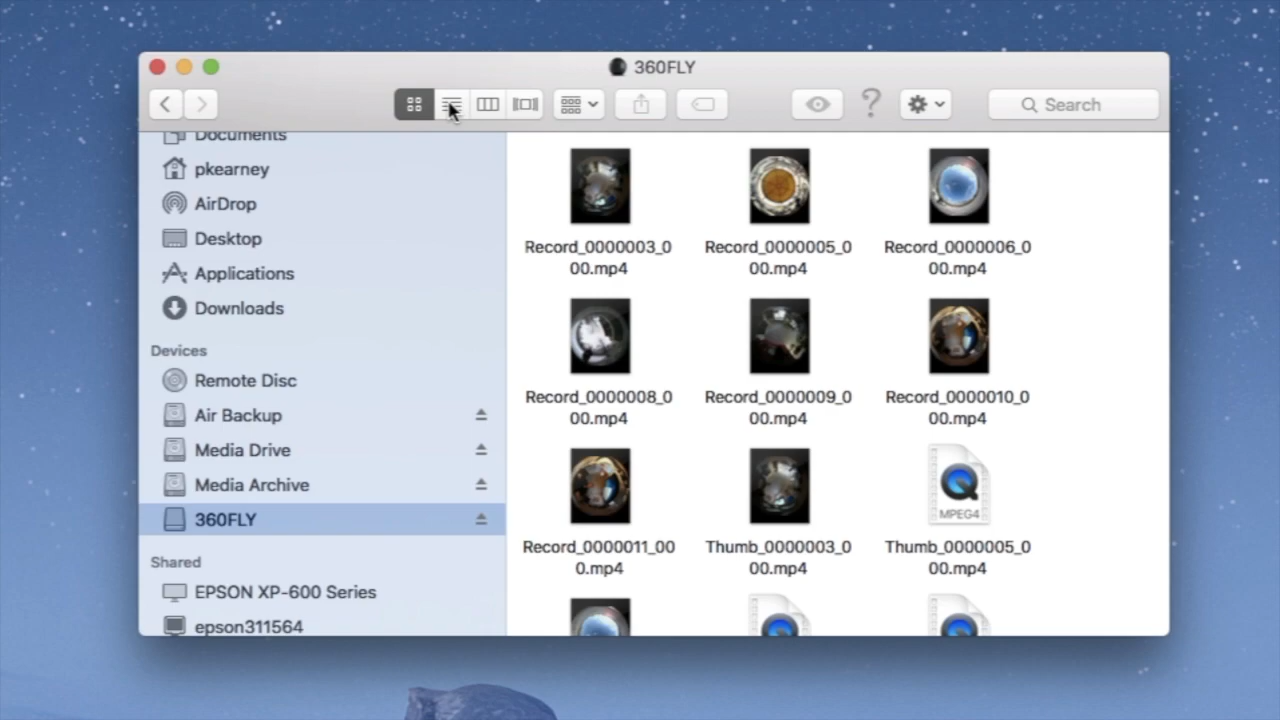 360FLY
Search
Documents
pkearney
AirDrop
Desktop
Applications
Downloads
Devices
Remote Disc
Air Backup
Media Drive
Media Archive
360FLY
Shared
EPSON XP-600 Series
epson311564
Record_0000003_0
00.mp4
Record_0000005_0
00.mp4
Record_0000006_0
00.mp4
Record_0000008_0
00.mp4
Record_0000009_0
00.mp4
Record_0000010_0
00.mp4
MPEG4
Record_0000011_00
0.mp4
Thumb_0000003_0
00.mp4
Thumb_0000005_0
00.mp4